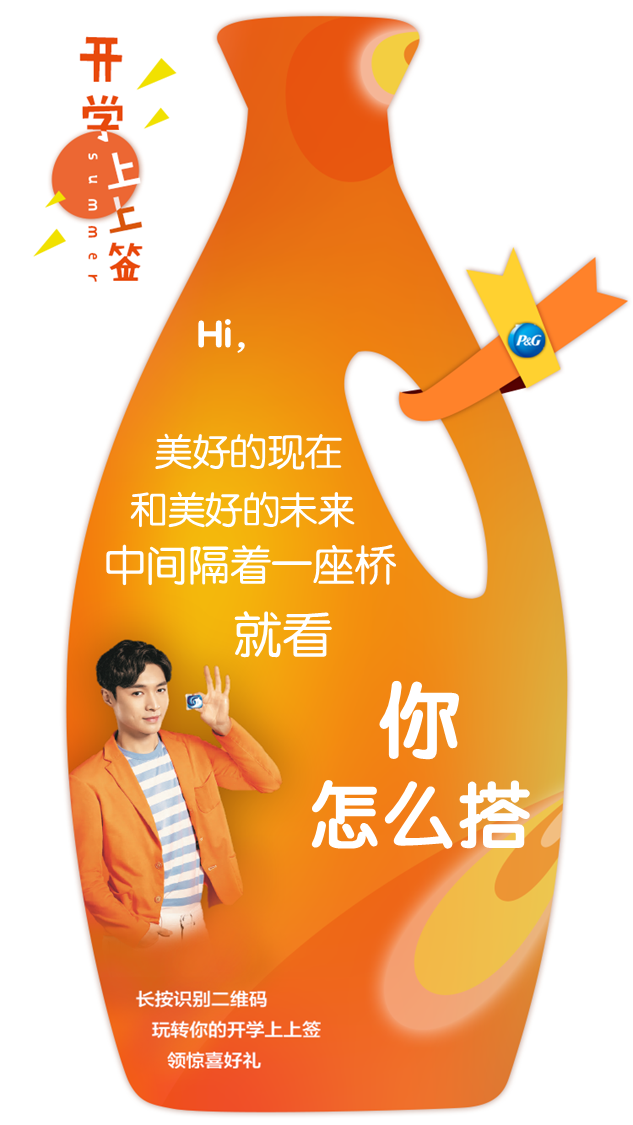 开学上上签
summer
Hi，
P&G
美好的现在
和美好的未来
中间隔着一座桥
就看
你
怎么搭
长按识别二维码
玩转你的开学上上签
领惊喜好礼